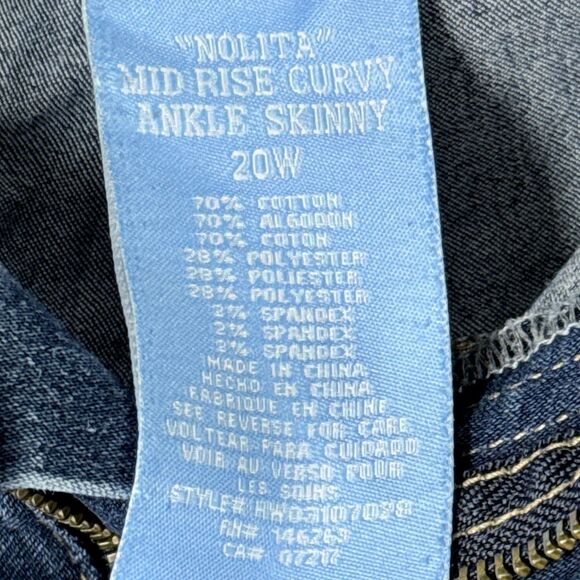 "NOLITA"
MID RISE CURVY
ANKLE SKINNY
20W
70% COTTON
70% ALGODON
70% COTON
28% POLYESTER
28% POLIESTER
28% POLYESTER
2% SPANDEX
2% SPANDEX
2% SPANDEX
MADE IN CHINA
HECHO EN CHINA
FABRIQUE EN CHINE
SEE REVERSE FOR CARE
VOLTEAR PARA CUIDADO
VOIR AU VERSO POUR
LES SOINS
STYLE# HW03107028
RN# 146263
CA# 07217